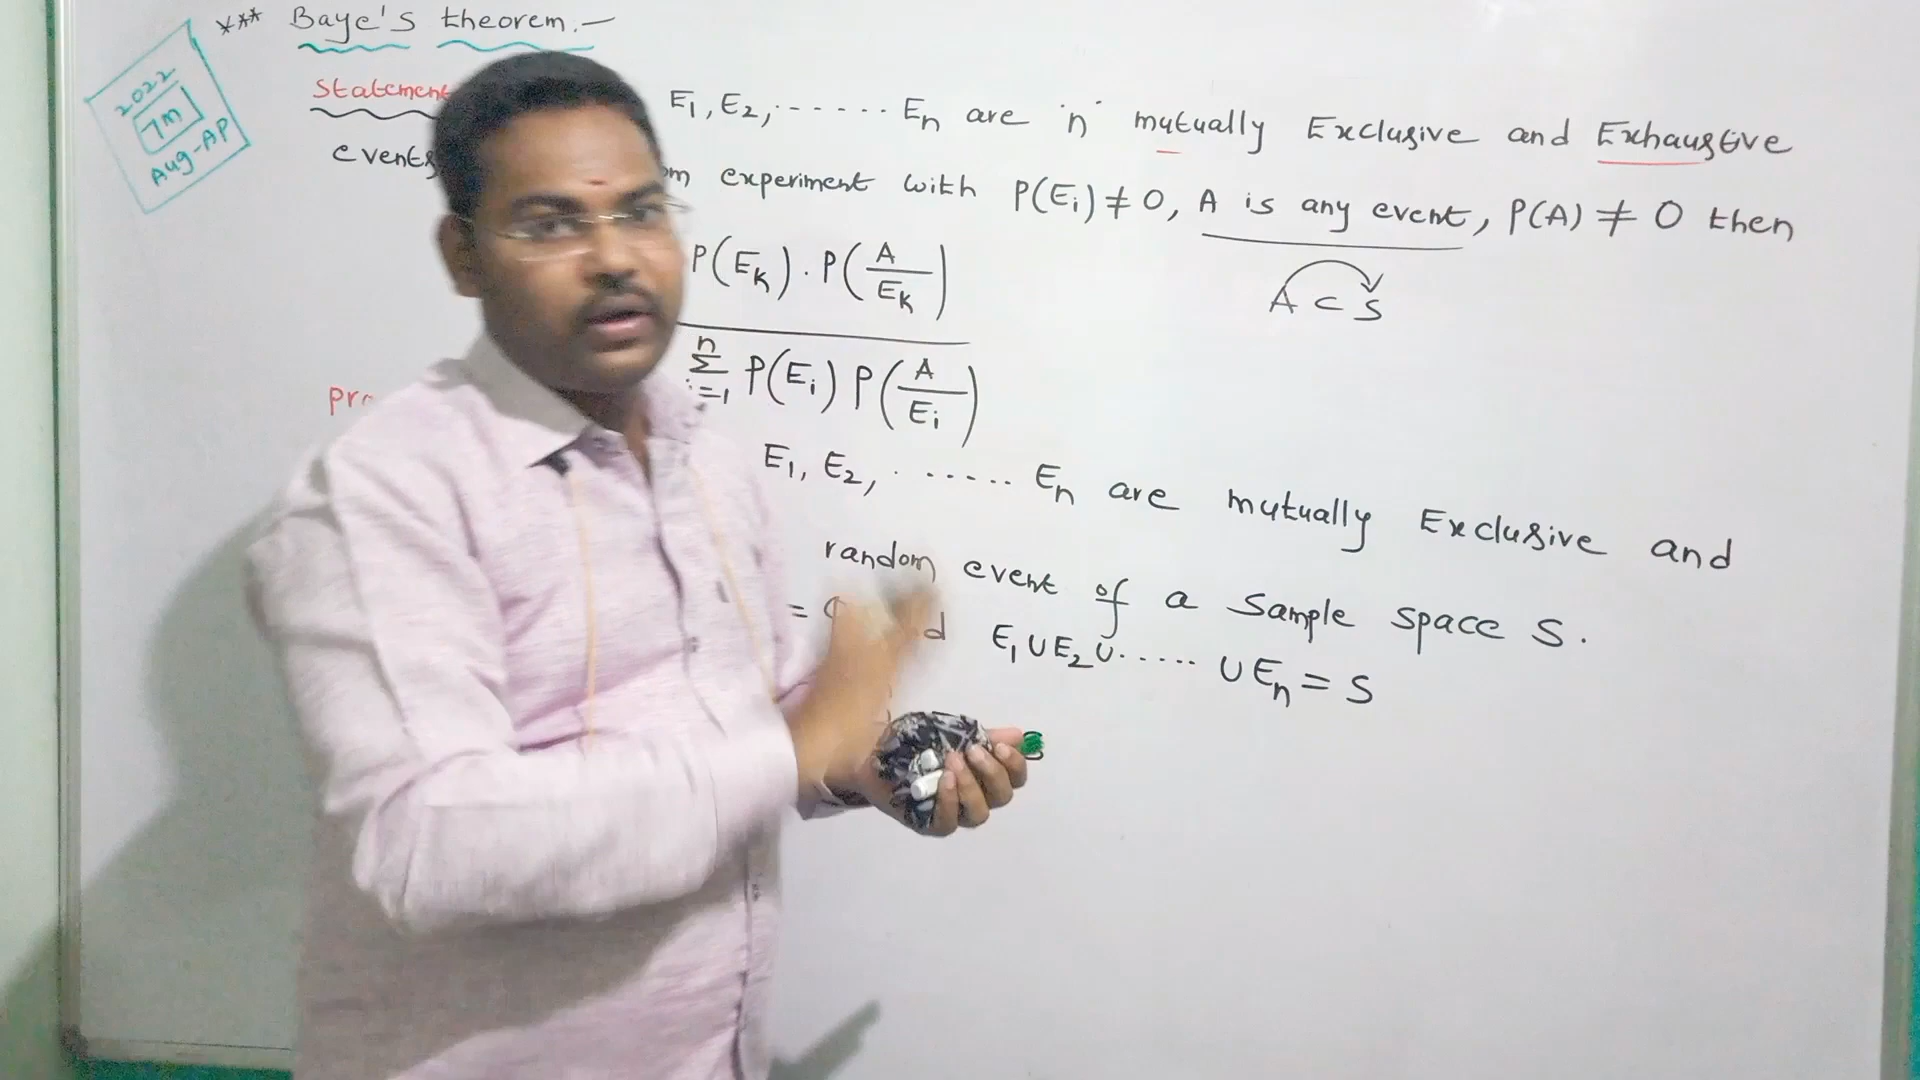 *** Baye's theorem.-
2022
7m
Aug-AP
Statement E1, E2, ...... En are 'n' mutually Exclusive and Exhaustive
events experiment with P(Ei) ≠ 0, A is any event, P(A) ≠ 0 then
P(EK) . P(A/EK)
A ⊂ S
n Σ i=1 P(Ei) P(A/Ei)
E1, E2, ...... En are mutually Exclusive and
random event of a Sample space S.
= E1 ∪ E2 ∪ ..... ∪ En = S